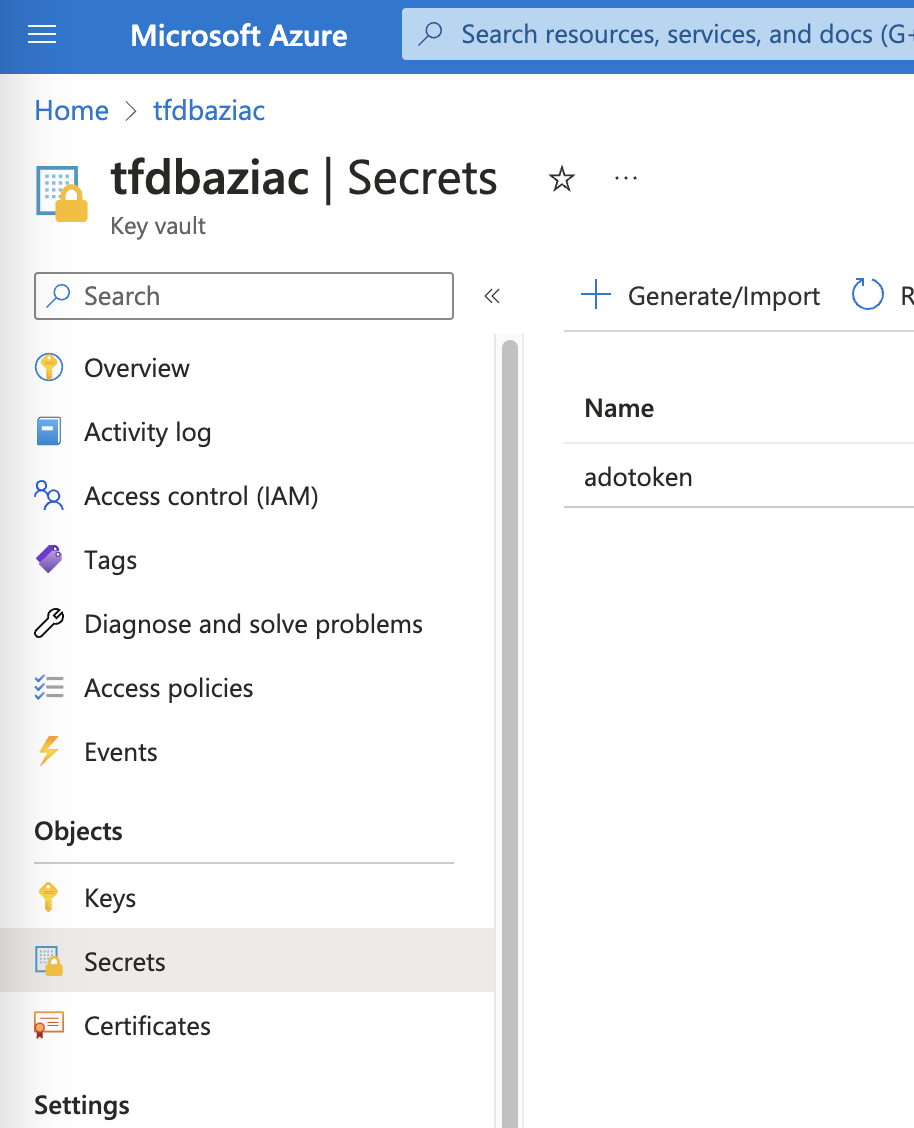 Microsoft Azure
Search resources, services, and docs (G+
Home > tfdbaziac
tfdbaziac | Secrets
Key vault
Search
Overview
Activity log
Access control (IAM)
Tags
Diagnose and solve problems
Access policies
Events
Objects
Keys
Secrets
Certificates
Settings
Generate/Import
R
Name
adotoken